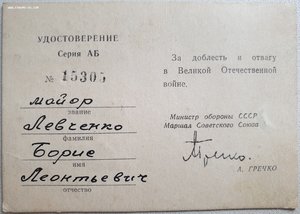 УДОСТОВЕРЕНИЕ
Серия АБ
№ 15305
майор
звание
Левченко
фамилия
Борис
имя
Леонтьевич
отчество
За доблесть и отвагу
в Великой Отечественной
войне.
Министр обороны СССР
Маршал Советского Союза
Гречко
А. ГРЕЧКО